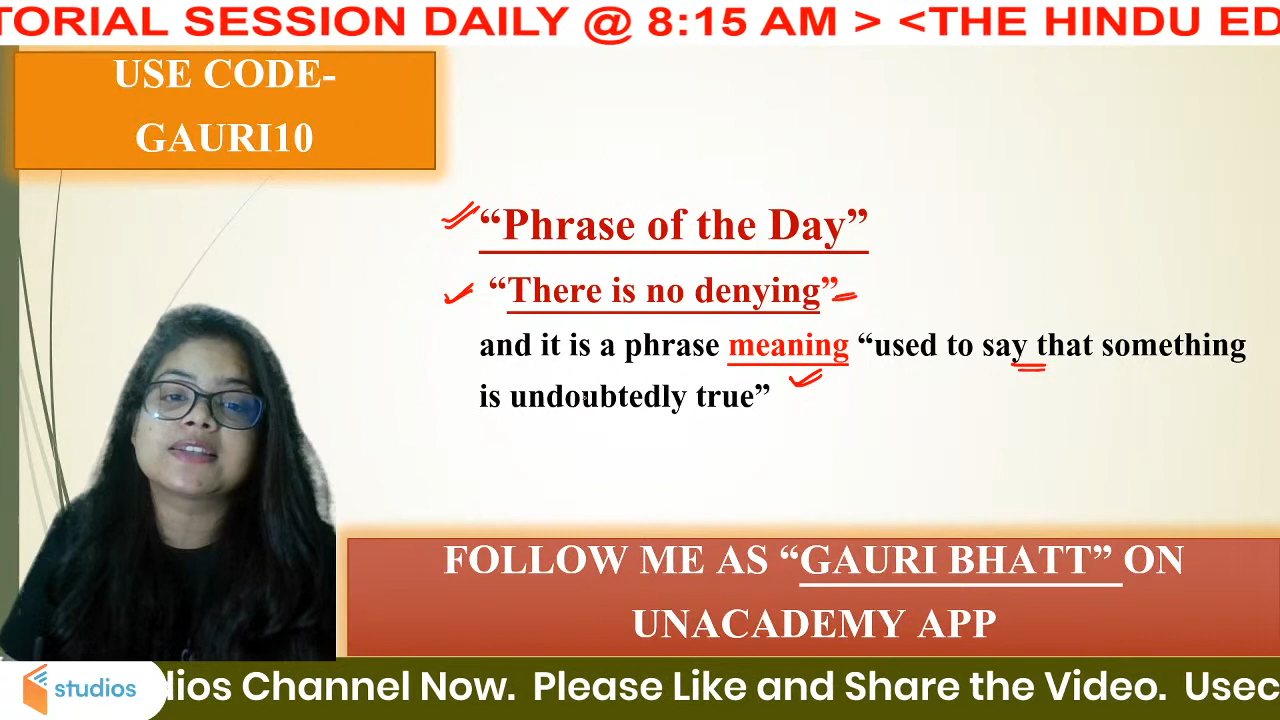 TORIAL SESSION DAILY @ 8:15 AM > <THE HINDU ED
USE CODE-
GAURI10
“Phrase of the Day”
“There is no denying”
and it is a phrase meaning “used to say that something
is undoubtedly true”
FOLLOW ME AS “GAURI BHATT” ON
UNACADEMY APP
studios
dios Channel Now. Please Like and Share the Video. Usec